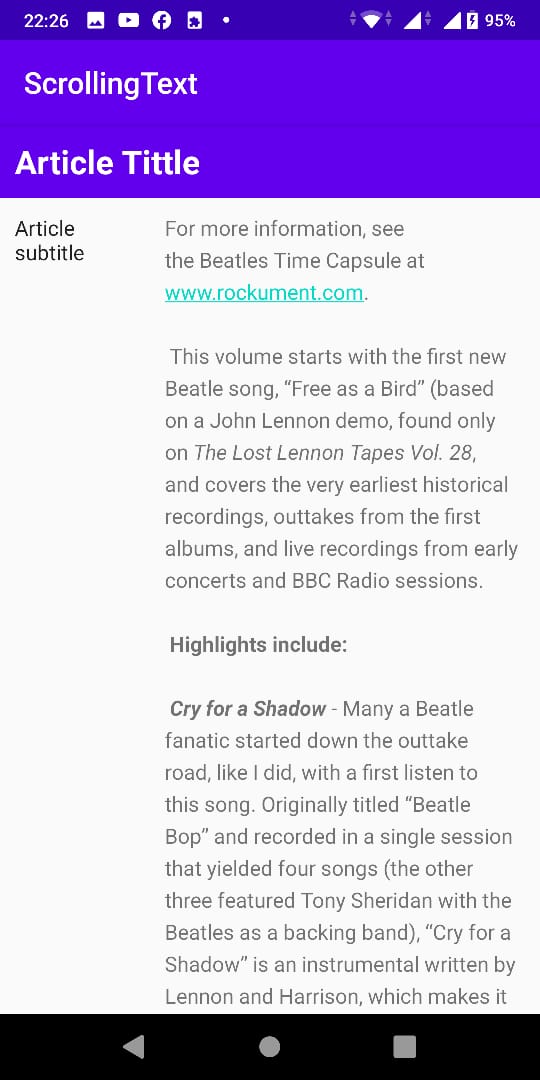 22:26
95%
ScrollingText
Article Tittle
Article
subtitle
For more information, see
the Beatles Time Capsule at
www.rockument.com.
This volume starts with the first new
Beatle song, “Free as a Bird” (based
on a John Lennon demo, found only
on The Lost Lennon Tapes Vol. 28,
and covers the very earliest historical
recordings, outtakes from the first
albums, and live recordings from early
concerts and BBC Radio sessions.
Highlights include:
Cry for a Shadow - Many a Beatle
fanatic started down the outtake
road, like I did, with a first listen to
this song. Originally titled “Beatle
Bop” and recorded in a single session
that yielded four songs (the other
three featured Tony Sheridan with the
Beatles as a backing band), “Cry for a
Shadow” is an instrumental written by
Lennon and Harrison, which makes it